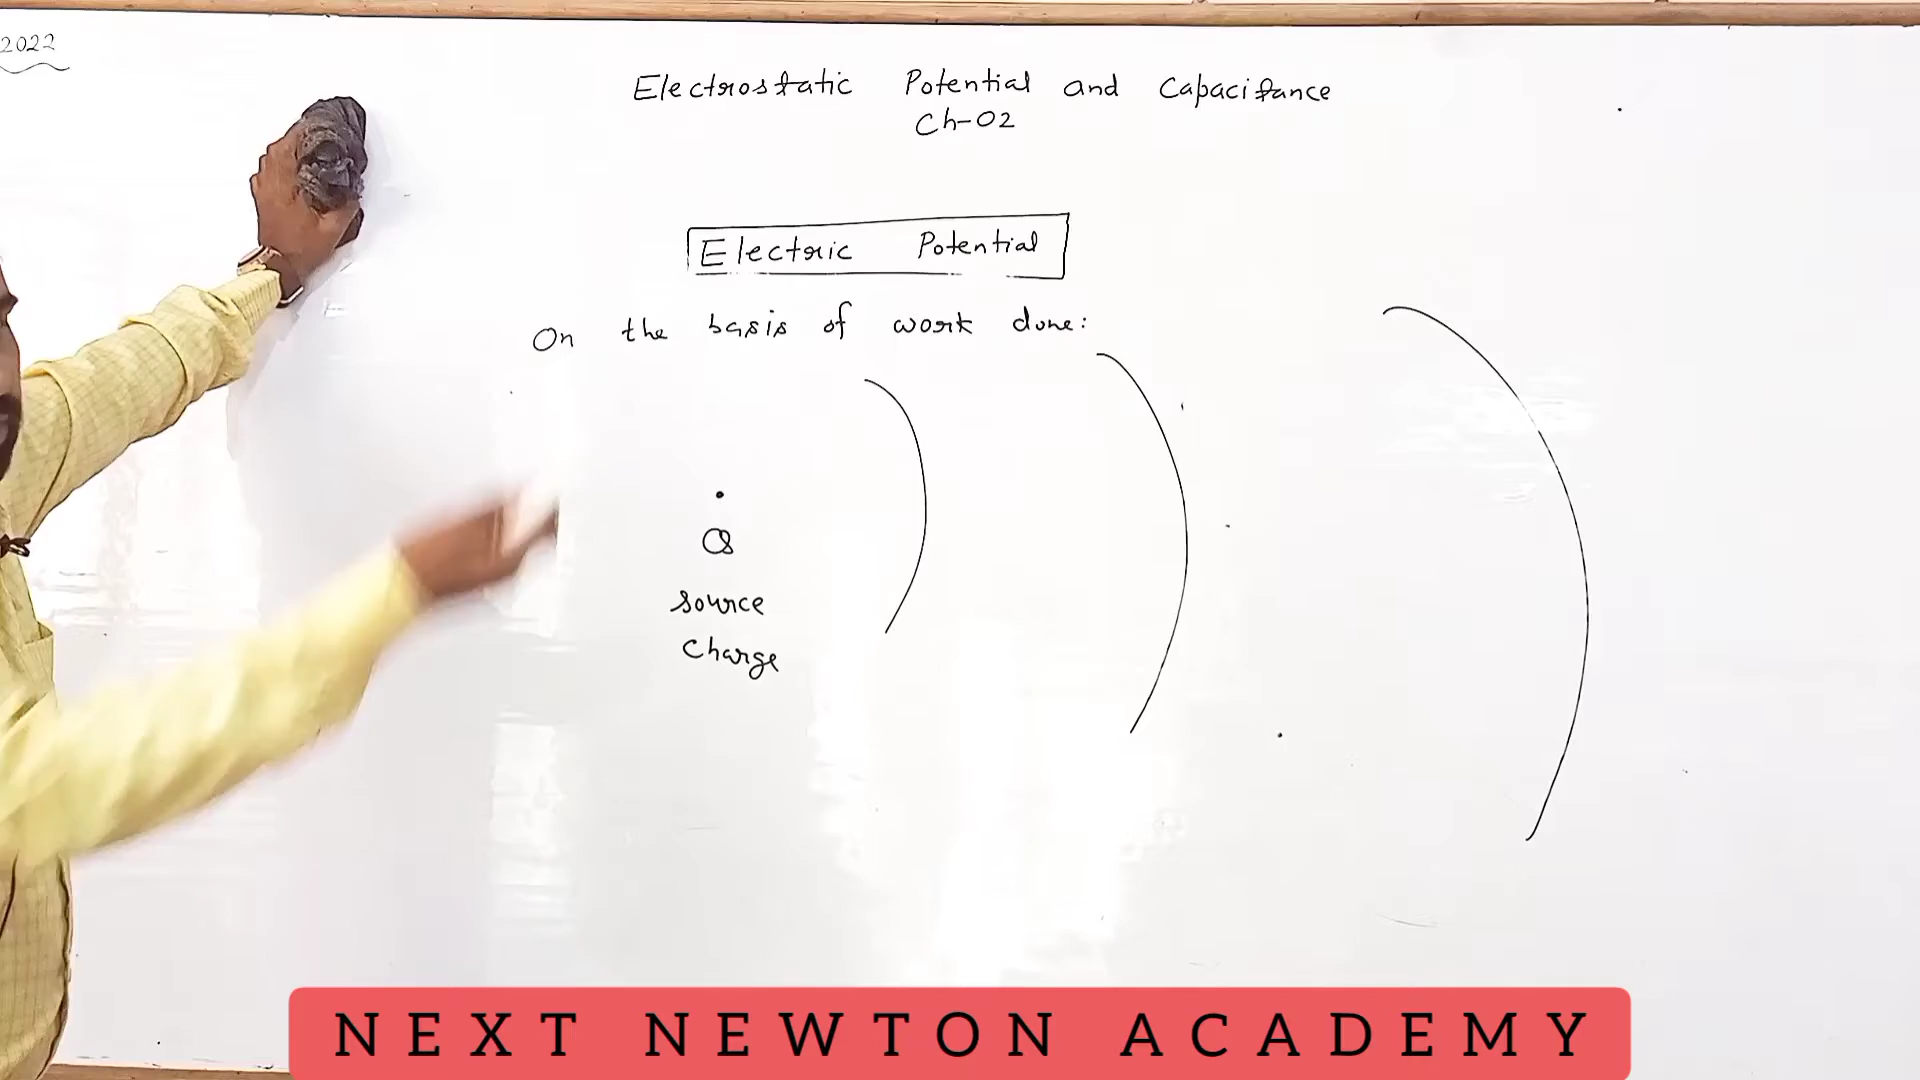 2022
Electrostatic Potential and Capacitance
Ch-02
Electric Potential
On the basis of work done:
Q
source
charge
NEXT NEWTON ACADEMY